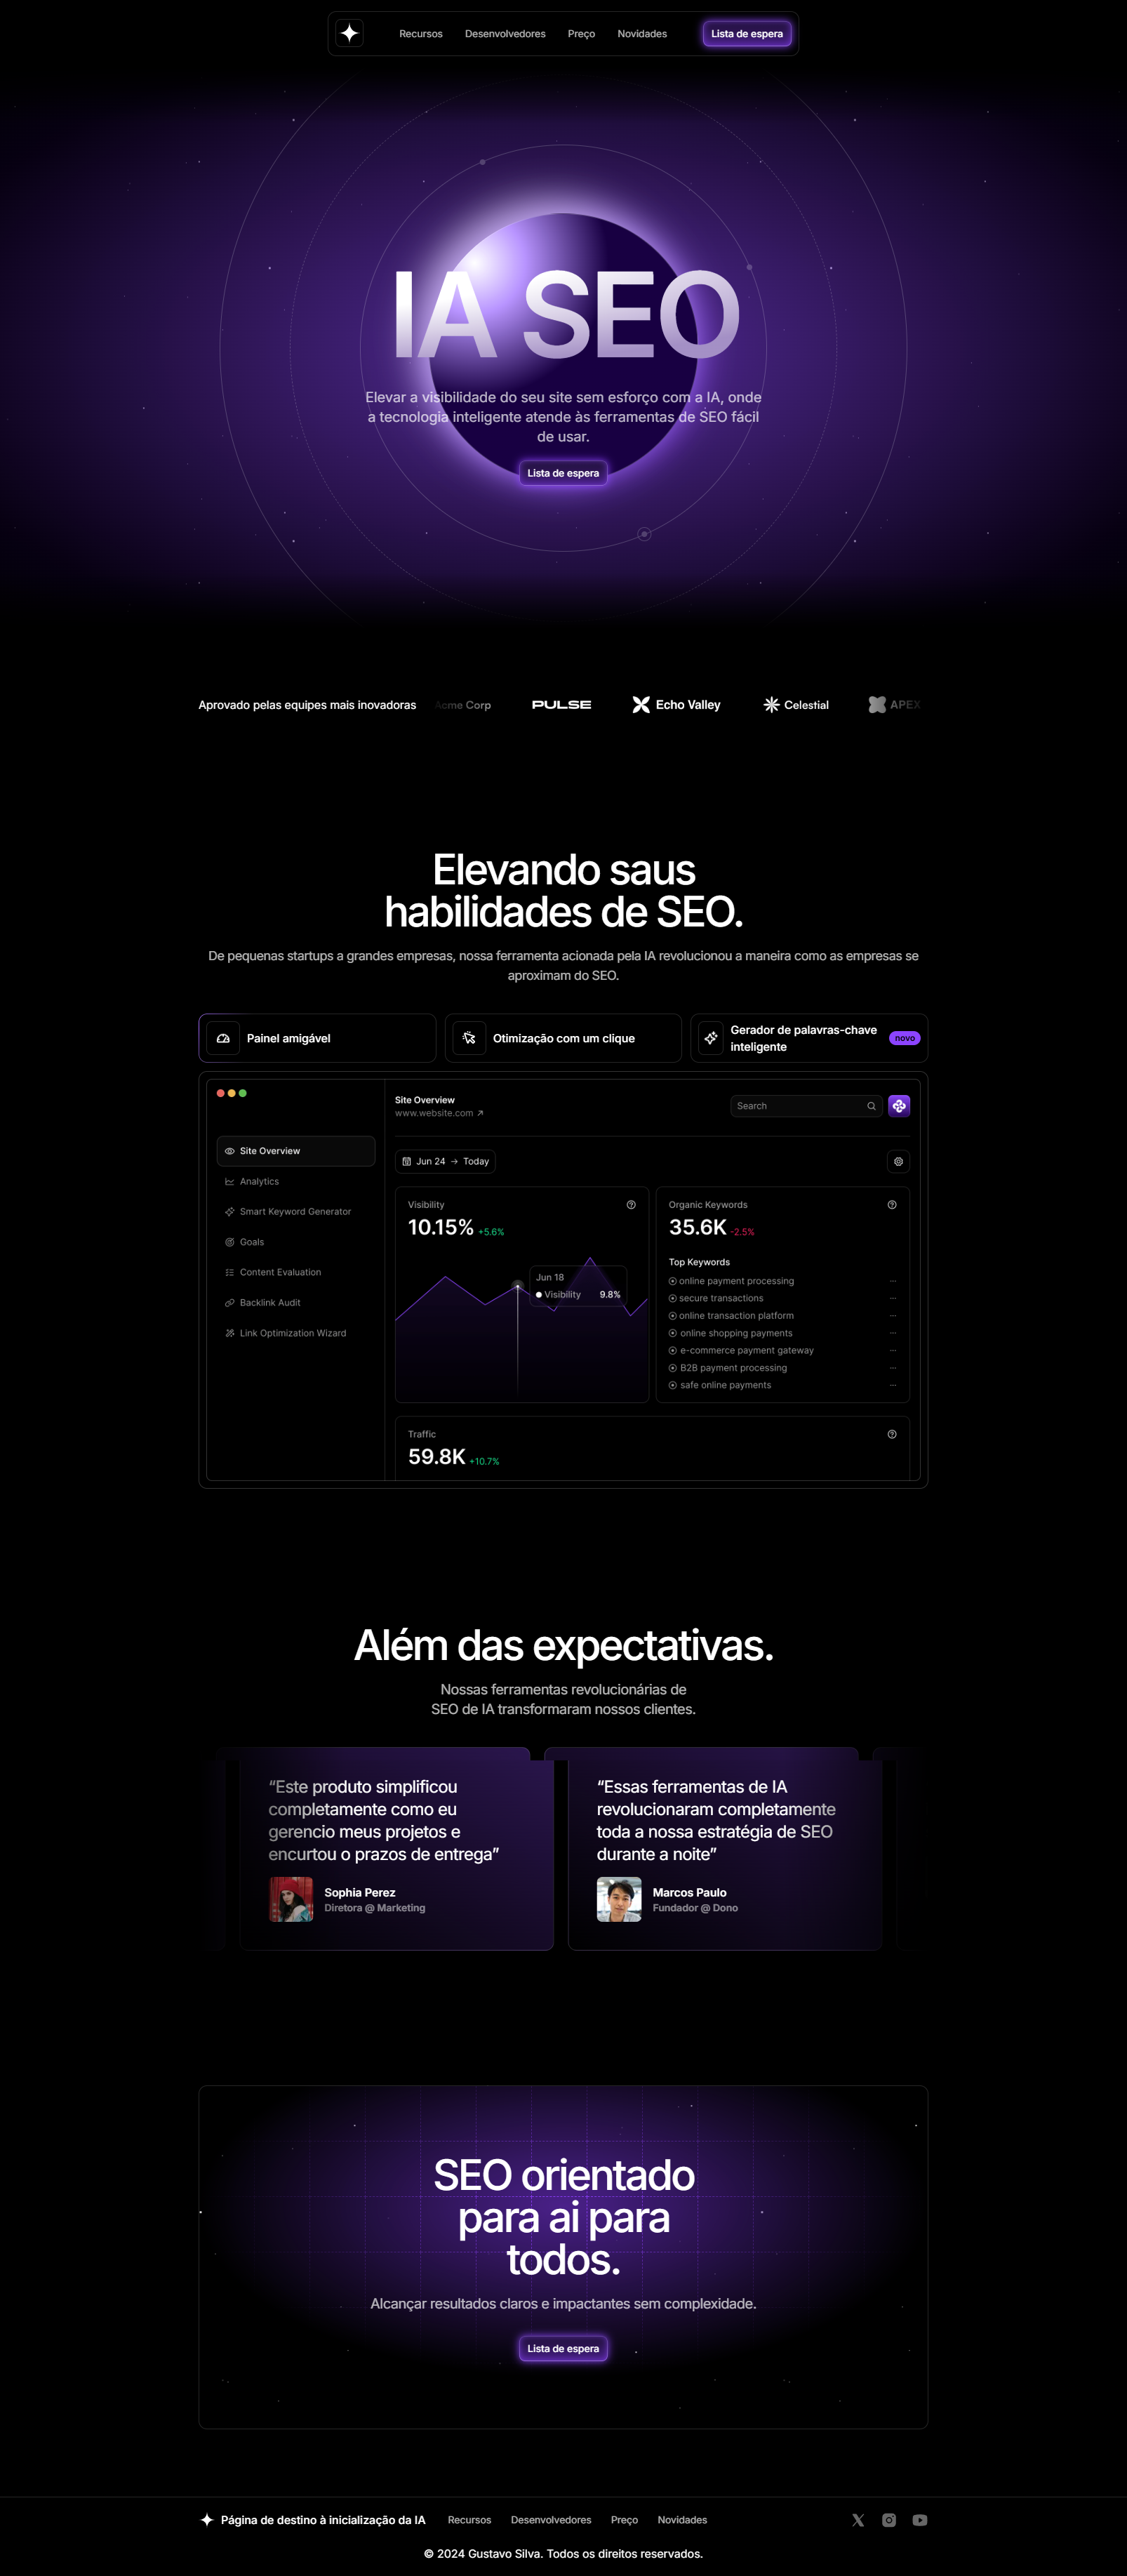 Recursos
Desenvolvedores
Preço
Novidades
Lista de espera
IA SEO
Elevar a visibilidade do seu site sem esforço com a IA, onde
a tecnologia inteligente atende às ferramentas de SEO fácil
de usar.
Lista de espera
Aprovado pelas equipes mais inovadoras
Acme Corp
PULSE
Echo Valley
Celestial
APEX
Elevando saus
habilidades de SEO.
De pequenas startups a grandes empresas, nossa ferramenta acionada pela IA revolucionou a maneira como as empresas se
aproximam do SEO.
Painel amigável
Otimização com um clique
Gerador de palavras-chave
inteligente
novo
Site Overview
www.website.com
Search
Site Overview
Analytics
Smart Keyword Generator
Goals
Content Evaluation
Backlink Audit
Link Optimization Wizard
Jun 24 → Today
Visibility
10.15% +5.6%
Jun 18
Visibility 9.8%
Organic Keywords
35.6K -2.5%
Top Keywords
online payment processing
secure transactions
online transaction platform
online shopping payments
e-commerce payment gateway
B2B payment processing
safe online payments
Traffic
59.8K +10.7%
Além das expectativas.
Nossas ferramentas revolucionárias de
SEO de IA transformaram nossos clientes.
“Este produto simplificou
completamente como eu
gerencio meus projetos e
encurtou o prazos de entrega”
Sophia Perez
Diretora @ Marketing
“Essas ferramentas de IA
revolucionaram completamente
toda a nossa estratégia de SEO
durante a noite”
Marcos Paulo
Fundador @ Dono
SEO orientado
para ai para
todos.
Alcançar resultados claros e impactantes sem complexidade.
Lista de espera
Página de destino à inicialização da IA
Recursos
Desenvolvedores
Preço
Novidades
© 2024 Gustavo Silva. Todos os direitos reservados.